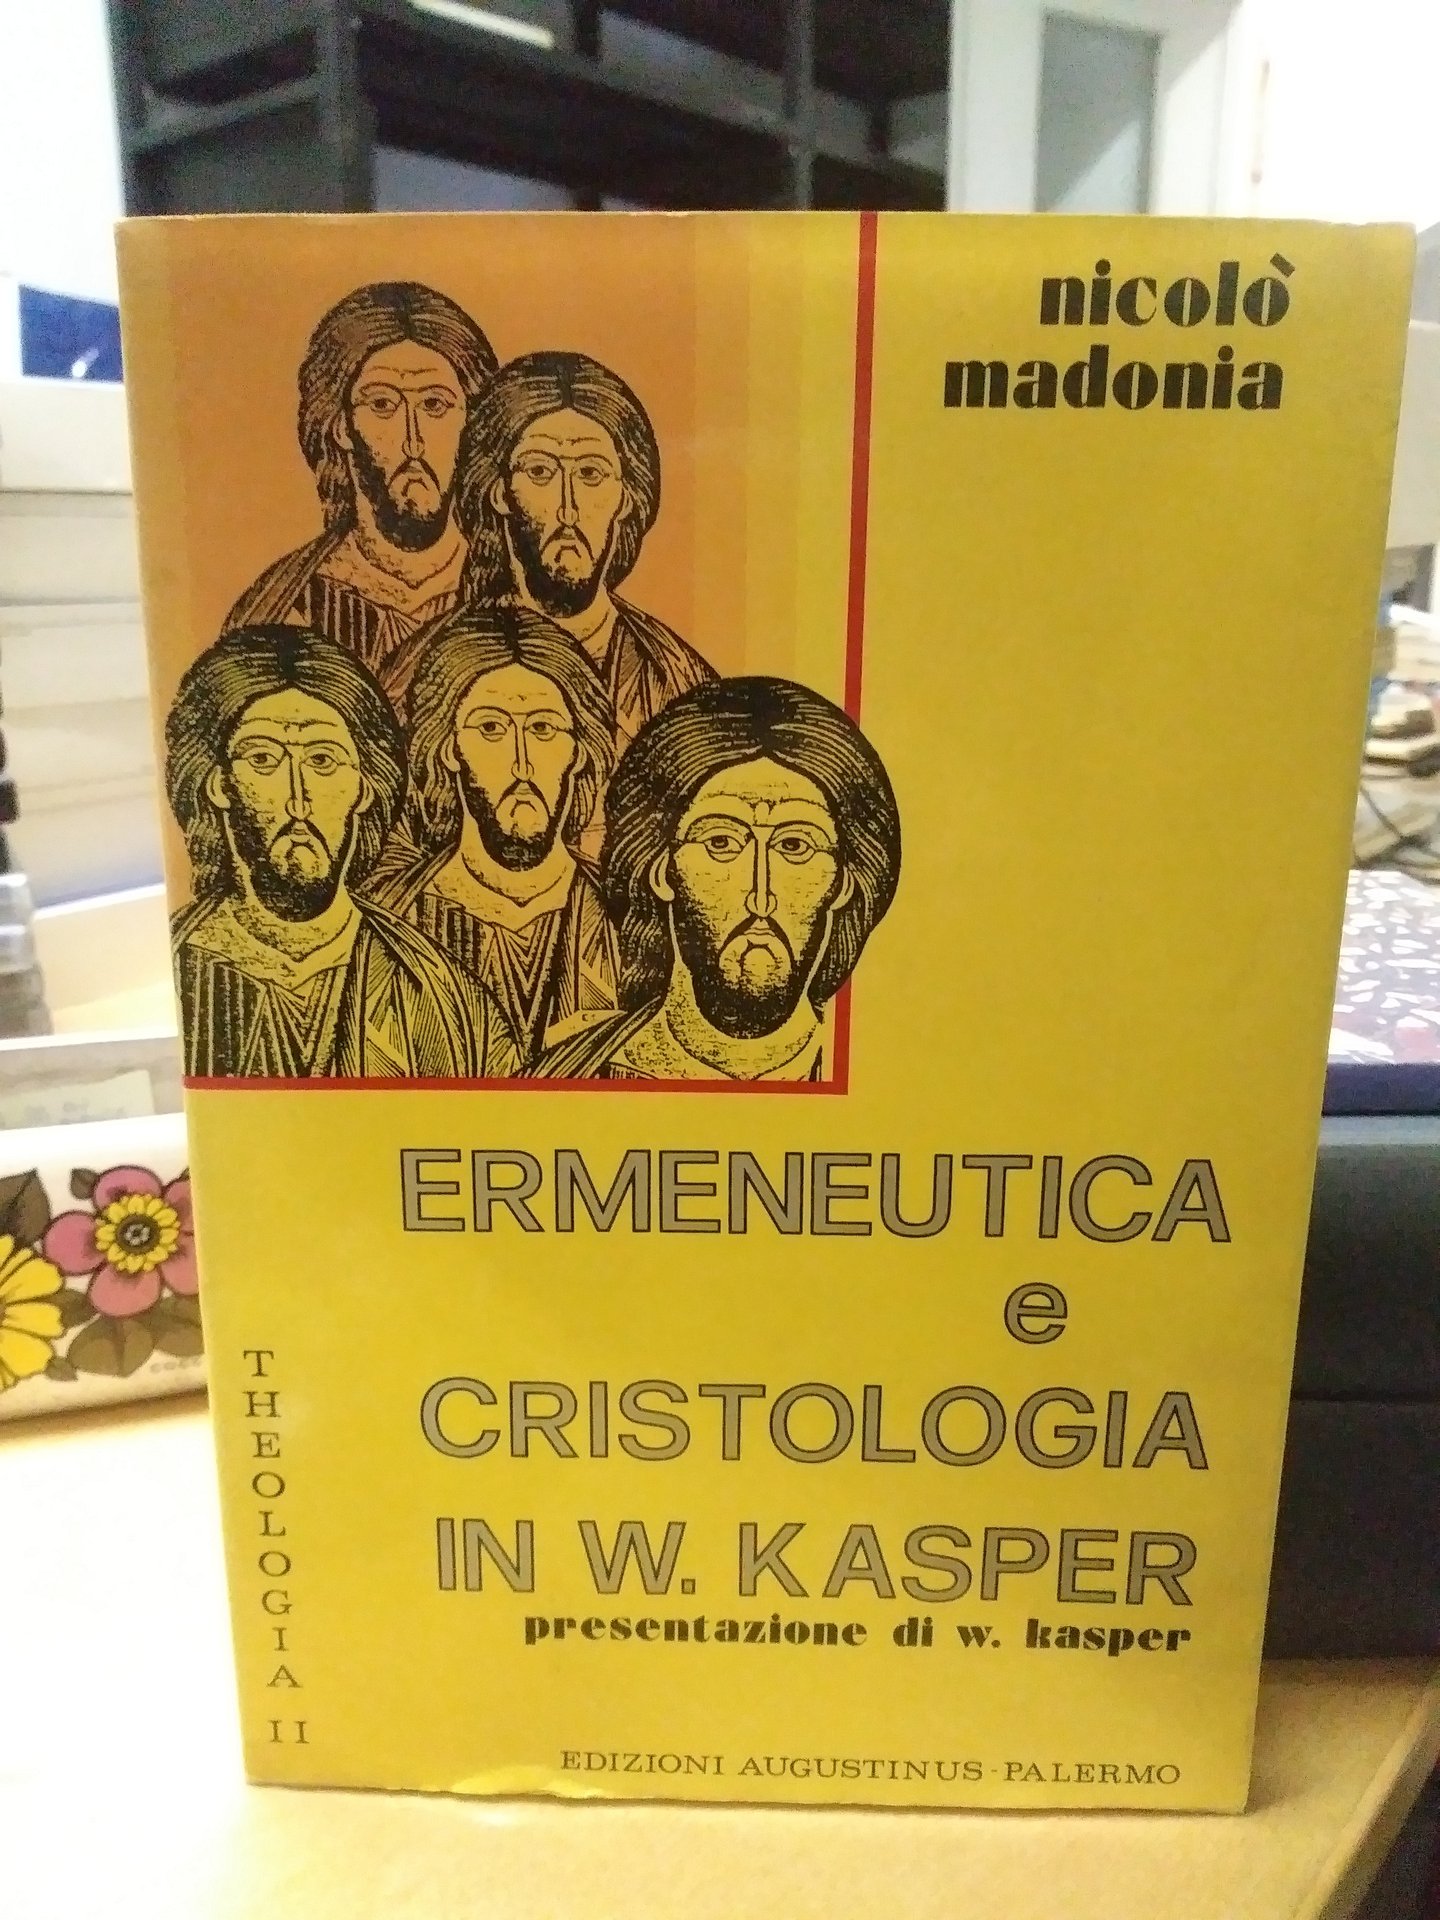 nicolò
madonia
ERMENEUTICA
e
CRISTOLOGIA
IN W. KASPER
presentazione di w. kasper
THEOLOGIA II
EDIZIONI AUGUSTINUS - PALERMO